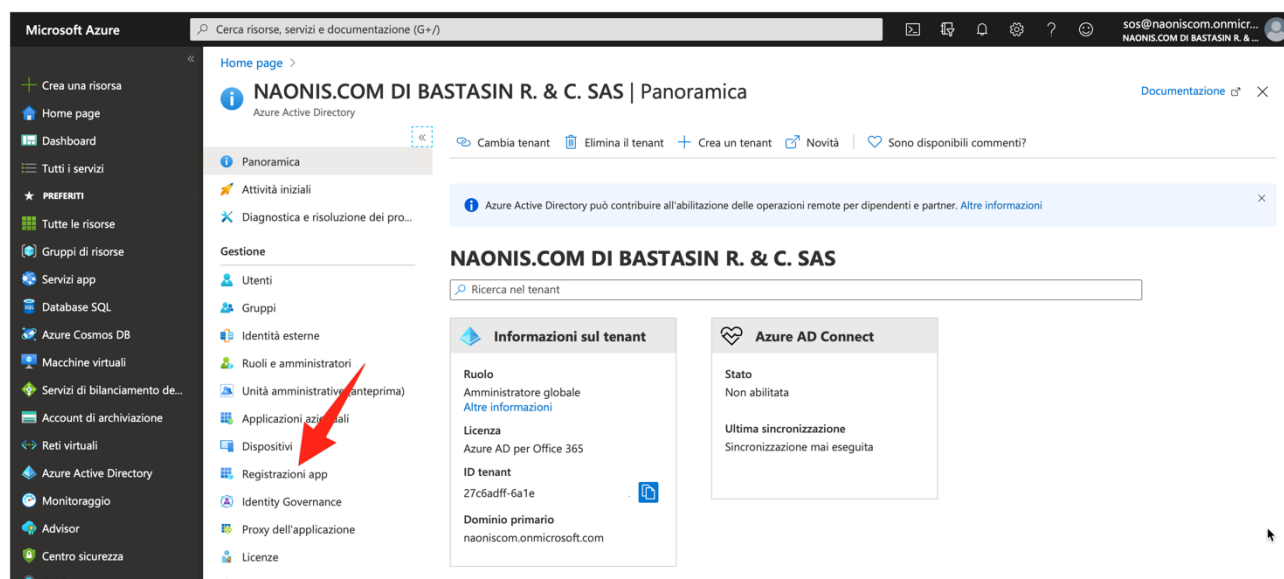 Microsoft Azure
Cerca risorse, servizi e documentazione (G+/)
sos@naoniscom.onmicr...
NAONIS.COM DI BASTASIN R. & ...
Crea una risorsa
Home page
Dashboard
Tutti i servizi
PREFERITI
Tutte le risorse
Gruppi di risorse
Servizi app
Database SQL
Azure Cosmos DB
Macchine virtuali
Servizi di bilanciamento de...
Account di archiviazione
Reti virtuali
Azure Active Directory
Monitoraggio
Advisor
Centro sicurezza
Home page >
NAONIS.COM DI BASTASIN R. & C. SAS | Panoramica
Azure Active Directory
Documentazione
Panoramica
Attività iniziali
Diagnostica e risoluzione dei pro...
Gestione
Utenti
Gruppi
Identità esterne
Ruoli e amministratori
Unità amministrative (anteprima)
Applicazioni aziendali
Dispositivi
Registrazioni app
Identity Governance
Proxy dell'applicazione
Licenze
Cambia tenant Elimina il tenant Crea un tenant Novità Sono disponibili commenti?
Azure Active Directory può contribuire all'abilitazione delle operazioni remote per dipendenti e partner. Altre informazioni
NAONIS.COM DI BASTASIN R. & C. SAS
Ricerca nel tenant
Informazioni sul tenant
Ruolo
Amministratore globale
Altre informazioni
Licenza
Azure AD per Office 365
ID tenant
27c6adff-6a1e
Dominio primario
naoniscom.onmicrosoft.com
Azure AD Connect
Stato
Non abilitata
Ultima sincronizzazione
Sincronizzazione mai eseguita